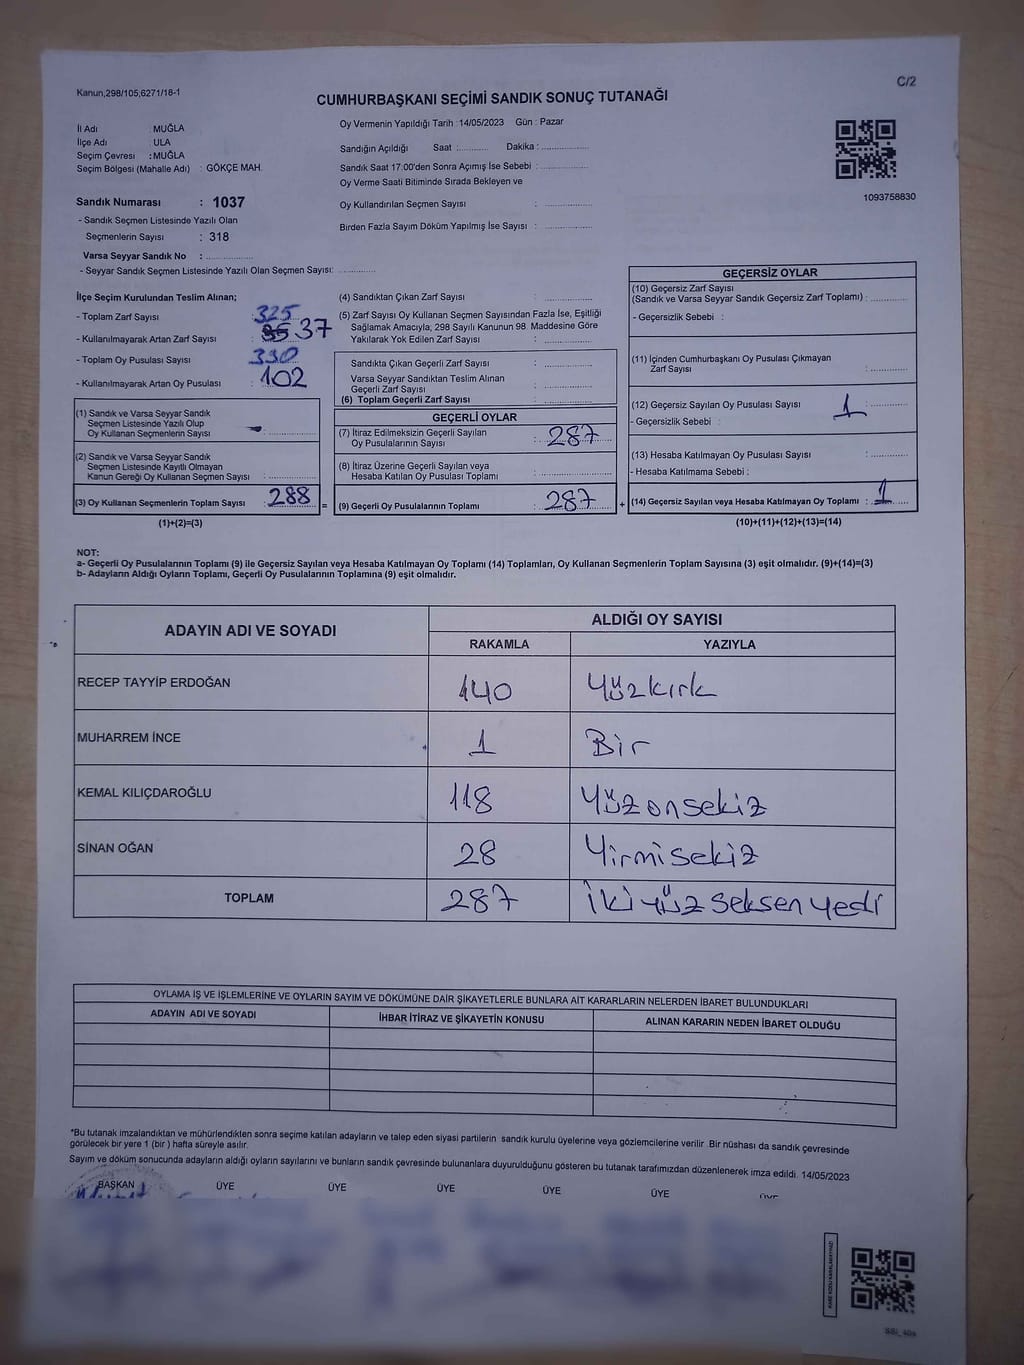 Kanun,298/105,6271/18-1
C/2
CUMHURBAŞKANI SEÇİMİ SANDIK SONUÇ TUTANAĞI
İl Adı MUĞLA
İlçe Adı : ULA
Seçim Çevresi : MUĞLA
Seçim Bölgesi (Mahalle Adı) : GÖKÇE MAH.
Sandık Numarası : 1037
- Sandık Seçmen Listesinde Yazılı Olan
Seçmenlerin Sayısı : 318
Varsa Seyyar Sandık No :
- Seyyar Sandık Seçmen Listesinde Yazılı Olan Seçmen Sayısı:
Oy Vermenin Yapıldığı Tarih :14/05/2023 Gün : Pazar
Sandığın Açıldığı Saat : Dakika :
Sandık Saat 17:00'den Sonra Açımış İse Sebebi :
Oy Verme Saati Bitiminde Sırada Bekleyen ve
Oy Kullandırılan Seçmen Sayısı :
Birden Fazla Sayım Döküm Yapılmış İse Sayısı :
1093758830
İlçe Seçim Kurulundan Teslim Alınan;
- Toplam Zarf Sayısı 325
- Kullanılmayarak Artan Zarf Sayısı : 37
- Toplam Oy Pusulası Sayısı 330
- Kullanılmayarak Artan Oy Pusulası : 102
(1) Sandık ve Varsa Seyyar Sandık
Seçmen Listesinde Yazılı Olup
Oy Kullanan Seçmenlerin Sayısı :
(2) Sandık ve Varsa Seyyar Sandık
Seçmen Listesinde Kayıtlı Olmayan
Kanun Gereği Oy Kullanan Seçmen Sayısı :
(3) Oy Kullanan Seçmenlerin Toplam Sayısı : 288
(1)+(2)=(3)
=
(4) Sandıktan Çıkan Zarf Sayısı :
(5) Zarf Sayısı Oy Kullanan Seçmen Sayısından Fazla İse, Eşitliği
Sağlamak Amacıyla; 298 Sayılı Kanunun 98. Maddesine Göre
Yakılarak Yok Edilen Zarf Sayısı :
Sandıkta Çıkan Geçerli Zarf Sayısı :
Varsa Seyyar Sandıktan Teslim Alınan
Geçerli Zarf Sayısı :
(6) Toplam Geçerli Zarf Sayısı :
GEÇERLİ OYLAR
(7) İtiraz Edilmeksizin Geçerli Sayılan
Oy Pusulalarının Sayısı : 287
(8) İtiraz Üzerine Geçerli Sayılan veya
Hesaba Katılan Oy Pusulası Toplamı :
(9) Geçerli Oy Pusulalarının Toplamı : 287
+
GEÇERSİZ OYLAR
(10) Geçersiz Zarf Sayısı
(Sandık ve Varsa Seyyar Sandık Geçersiz Zarf Toplamı) :
- Geçersizlik Sebebi :
(11) İçinden Cumhurbaşkanı Oy Pusulası Çıkmayan
Zarf Sayısı :
(12) Geçersiz Sayılan Oy Pusulası Sayısı 1 :
- Geçersizlik Sebebi :
(13) Hesaba Katılmayan Oy Pusulası Sayısı :
- Hesaba Katılmama Sebebi :
(14) Geçersiz Sayılan veya Hesaba Katılmayan Oy Toplamı : 1
(10)+(11)+(12)+(13)=(14)
NOT:
a- Geçerli Oy Pusulalarının Toplamı (9) ile Geçersiz Sayılan veya Hesaba Katılmayan Oy Toplamı (14) Toplamları, Oy Kullanan Seçmenlerin Toplam Sayısına (3) eşit olmalıdır. (9)+(14)=(3)
b- Adayların Aldığı Oyların Toplamı, Geçerli Oy Pusulalarının Toplamına (9) eşit olmalıdır.
ADAYIN ADI VE SOYADI ALDIĞI OY SAYISI
RAKAMLA YAZIYLA
RECEP TAYYİP ERDOĞAN 140 Yüzkırk
MUHARREM İNCE 1 Bir
KEMAL KILIÇDAROĞLU 118 Yüzonsekiz
SİNAN OĞAN 28 Yirmisekiz
TOPLAM 287 İkiyüz seksen yedi
OYLAMA İŞ VE İŞLEMLERİNE VE OYLARIN SAYIM VE DÖKÜMÜNE DAİR ŞİKAYETLERLE BUNLARA AİT KARARLARIN NELERDEN İBARET BULUNDUKLARI
ADAYIN ADI VE SOYADI İHBAR İTİRAZ VE ŞİKAYETİN KONUSU ALINAN KARARIN NEDEN İBARET OLDUĞU
*Bu tutanak imzalandıktan ve mühürlendikten sonra seçime katılan adayların ve talep eden siyasi partilerin sandık kurulu üyelerine veya gözlemcilerine verilir .Bir nüshası da sandık çevresinde
görülecek bir yere 1 (bir ) hafta süreyle asılır.
Sayım ve döküm sonucunda adayların aldığı oyların sayılarını ve bunların sandık çevresinde bulunanlara duyurulduğunu gösteren bu tutanak tarafımızdan düzenlenerek imza edildi. 14/05/2023
BAŞKAN ÜYE ÜYE ÜYE ÜYE ÜYE ÜYE